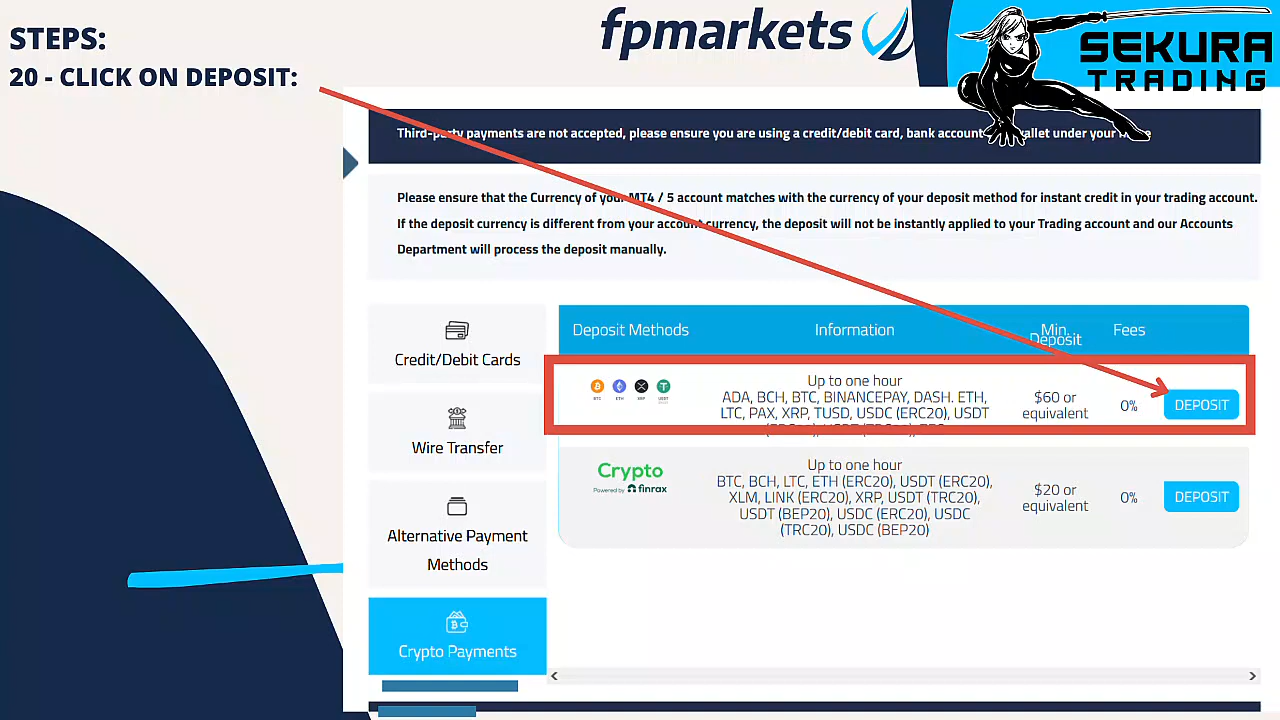 STEPS:
20 - CLICK ON DEPOSIT:
fpmarkets
SEKURA
TRADING
Third-party payments are not accepted, please ensure you are using a credit/debit card, bank account
under your
Please ensure that the Currency of your MT4 / 5 account matches with the currency of your deposit method for instant credit in your trading account.
If the deposit currency is different from your account currency, the deposit will not be instantly applied to your Trading account and our Accounts
Department will process the deposit manually.
Credit/Debit Cards
Wire Transfer
Alternative Payment
Methods
Crypto Payments
Deposit Methods Information Min. Deposit Fees
Up to one hour
ADA, BCH, BTC, BINANCEPAY, DASH. ETH,
LTC, PAX, XRP, TUSD, USDC (ERC20), USDT
$60 or
equivalent
0%
DEPOSIT
Crypto
Powered by finrax
Up to one hour
BTC, BCH, LTC, ETH (ERC20), USDT (ERC20),
XLM, LINK (ERC20), XRP, USDT (TRC20),
USDT (BEP20), USDC (ERC20), USDC
(TRC20), USDC (BEP20)
$20 or
equivalent
0%
DEPOSIT